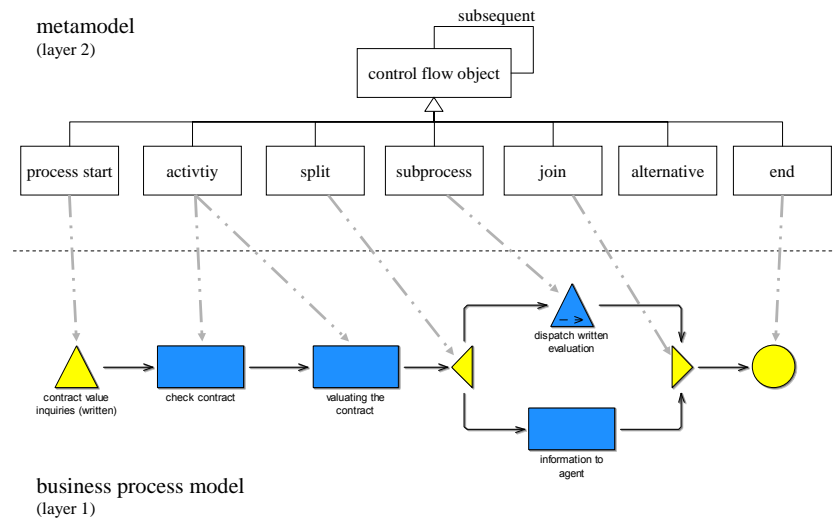 metamodel
(layer 2)
subsequent
control flow object
process start
activtiy
split
subprocess
join
alternative
end
dispatch written
evaluation
contract value
inquiries (written)
check contract
valuating the
contract
information to
agent
business process model
(layer 1)